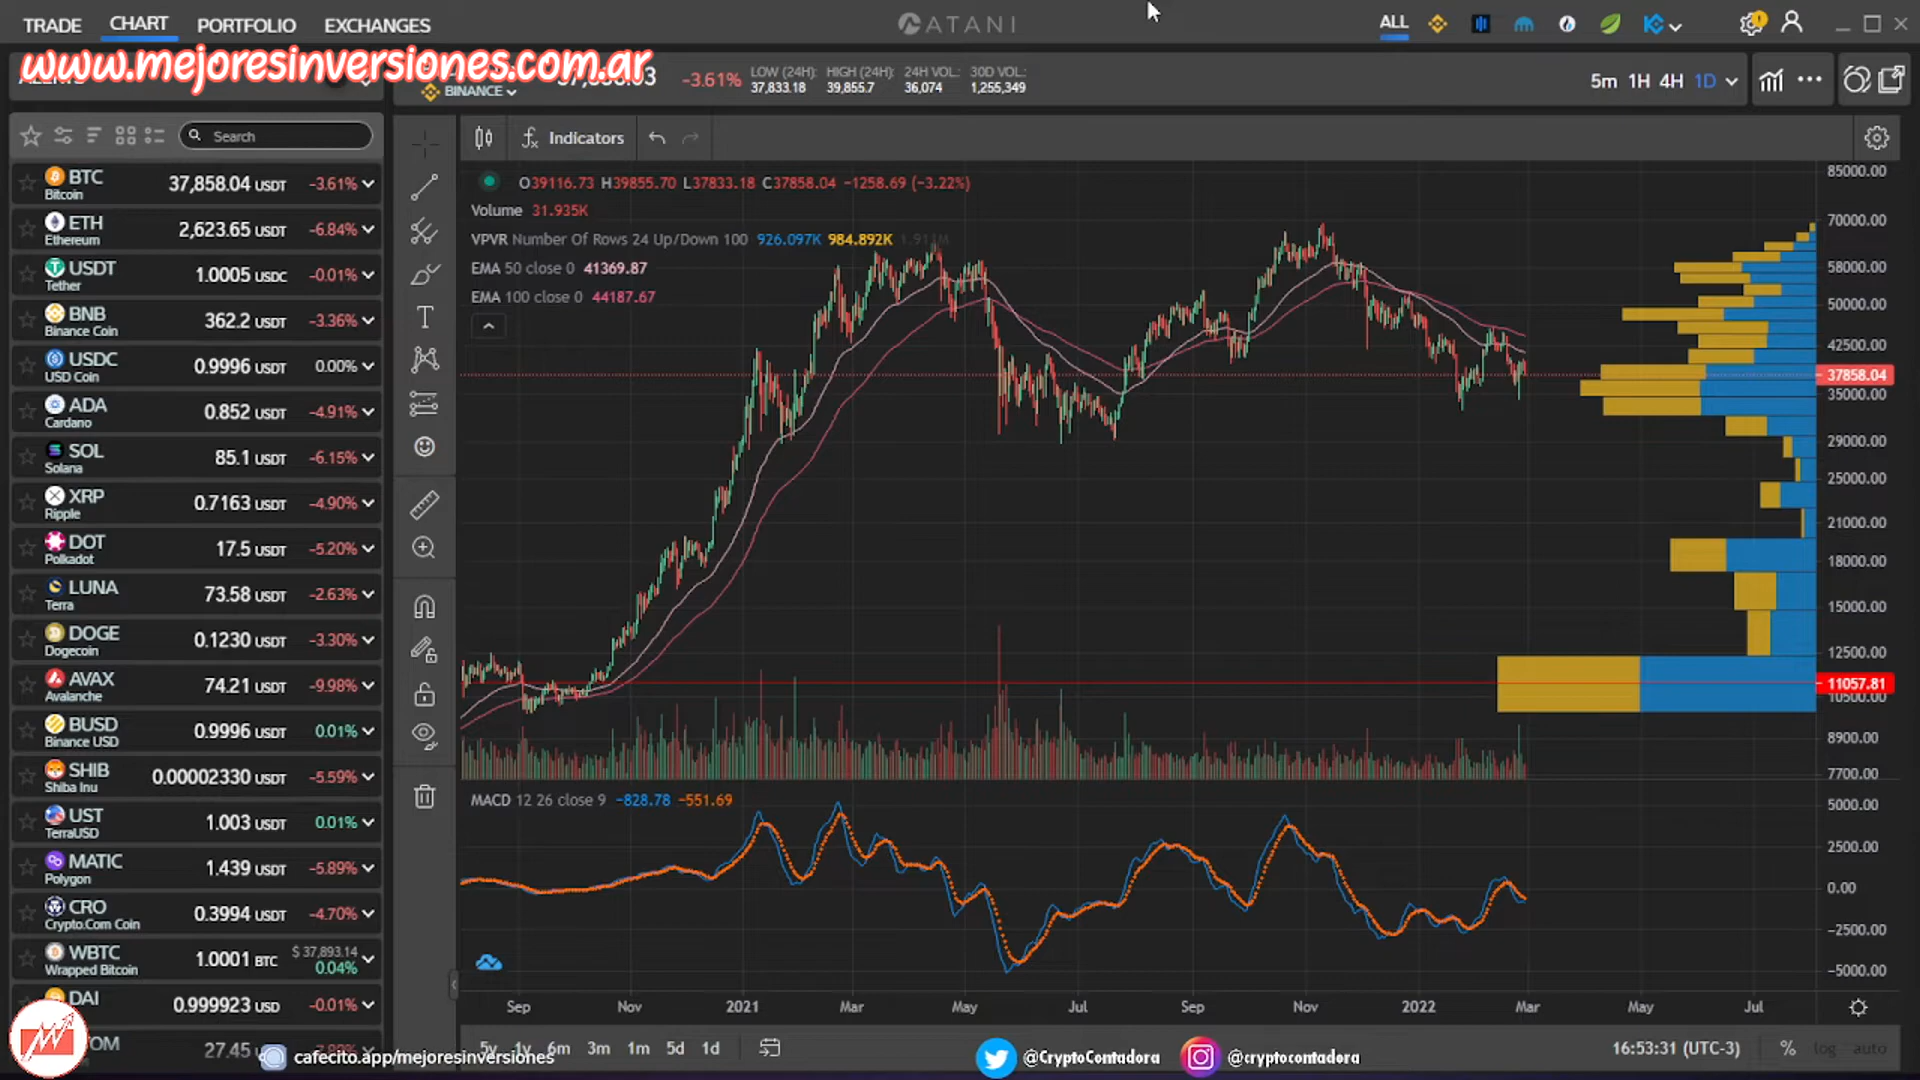 TRADE CHART PORTFOLIO EXCHANGES ATANI ALL
www.mejoresinversiones.com.ar
BINANCE -3.61% LOW (24H): 37,833.18 HIGH (24H): 39,855.7 24H VOL.: 36,074 30D VOL.: 1,255,349 5m 1H 4H 1D
Search Indicators
O39116.73 H39855.70 L37833.18 C37858.04 −1258.69 (−3.22%)
Volume 31.935K
VPVR Number Of Rows 24 Up/Down 100 926.097K 984.892K
EMA 50 close 0 41369.87
EMA 100 close 0 44187.67
BTC 37,858.04 USDT -3.61%
Bitcoin
ETH 2,623.65 USDT -6.84%
Ethereum
USDT 1.0005 USDC -0.01%
Tether
BNB 362.2 USDT -3.36%
Binance Coin
USDC 0.9996 USDT 0.00%
USD Coin
ADA 0.852 USDT -4.91%
Cardano
SOL 85.1 USDT -6.15%
Solana
XRP 0.7163 USDT -4.90%
Ripple
DOT 17.5 USDT -5.20%
Polkadot
LUNA 73.58 USDT -2.63%
Terra
DOGE 0.1230 USDT -3.30%
Dogecoin
AVAX 74.21 USDT -9.98%
Avalanche
BUSD 0.9996 USDT 0.01%
Binance USD
SHIB 0.00002330 USDT -5.59%
Shiba Inu
UST 1.003 USDT 0.01%
TerraUSD
MATIC 1.439 USDT -5.89%
Polygon
CRO 0.3994 USDT -4.70%
Crypto.Com Coin
WBTC 1.0001 BTC $ 37,893.14 0.04%
Wrapped Bitcoin
DAI 0.999923 USD -0.01%
27.45
85000.00
70000.00
58000.00
50000.00
42500.00
37858.04
35000.00
29000.00
25000.00
21000.00
18000.00
15000.00
12500.00
11057.81
10500.00
8900.00
7700.00
MACD 12 26 close 9 −828.78 −551.69
5000.00
2500.00
0.00
−2500.00
−5000.00
Sep Nov 2021 Mar May Jul Sep Nov 2022 Mar May Jul
5y 1y 6m 3m 1m 5d 1d
cafecito.app/mejoresinversiones @CryptoContadora @cryptocontadora
16:53:31 (UTC-3) % log auto